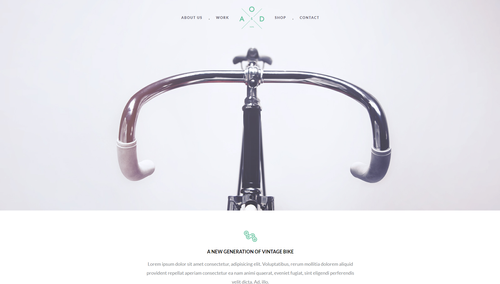 ABOUT US WORK A O D SHOP CONTACT
A NEW GENERATION OF VINTAGE BIKE
Lorem ipsum dolor sit amet consectetur, adipisicing elit. Voluptatibus, rerum mollitia dolorem aliquid
provident repellat aperiam consectetur ea nam animi quaerat, eveniet fugiat, sint eligendi perferendis
velit dicta. Ad, illo.